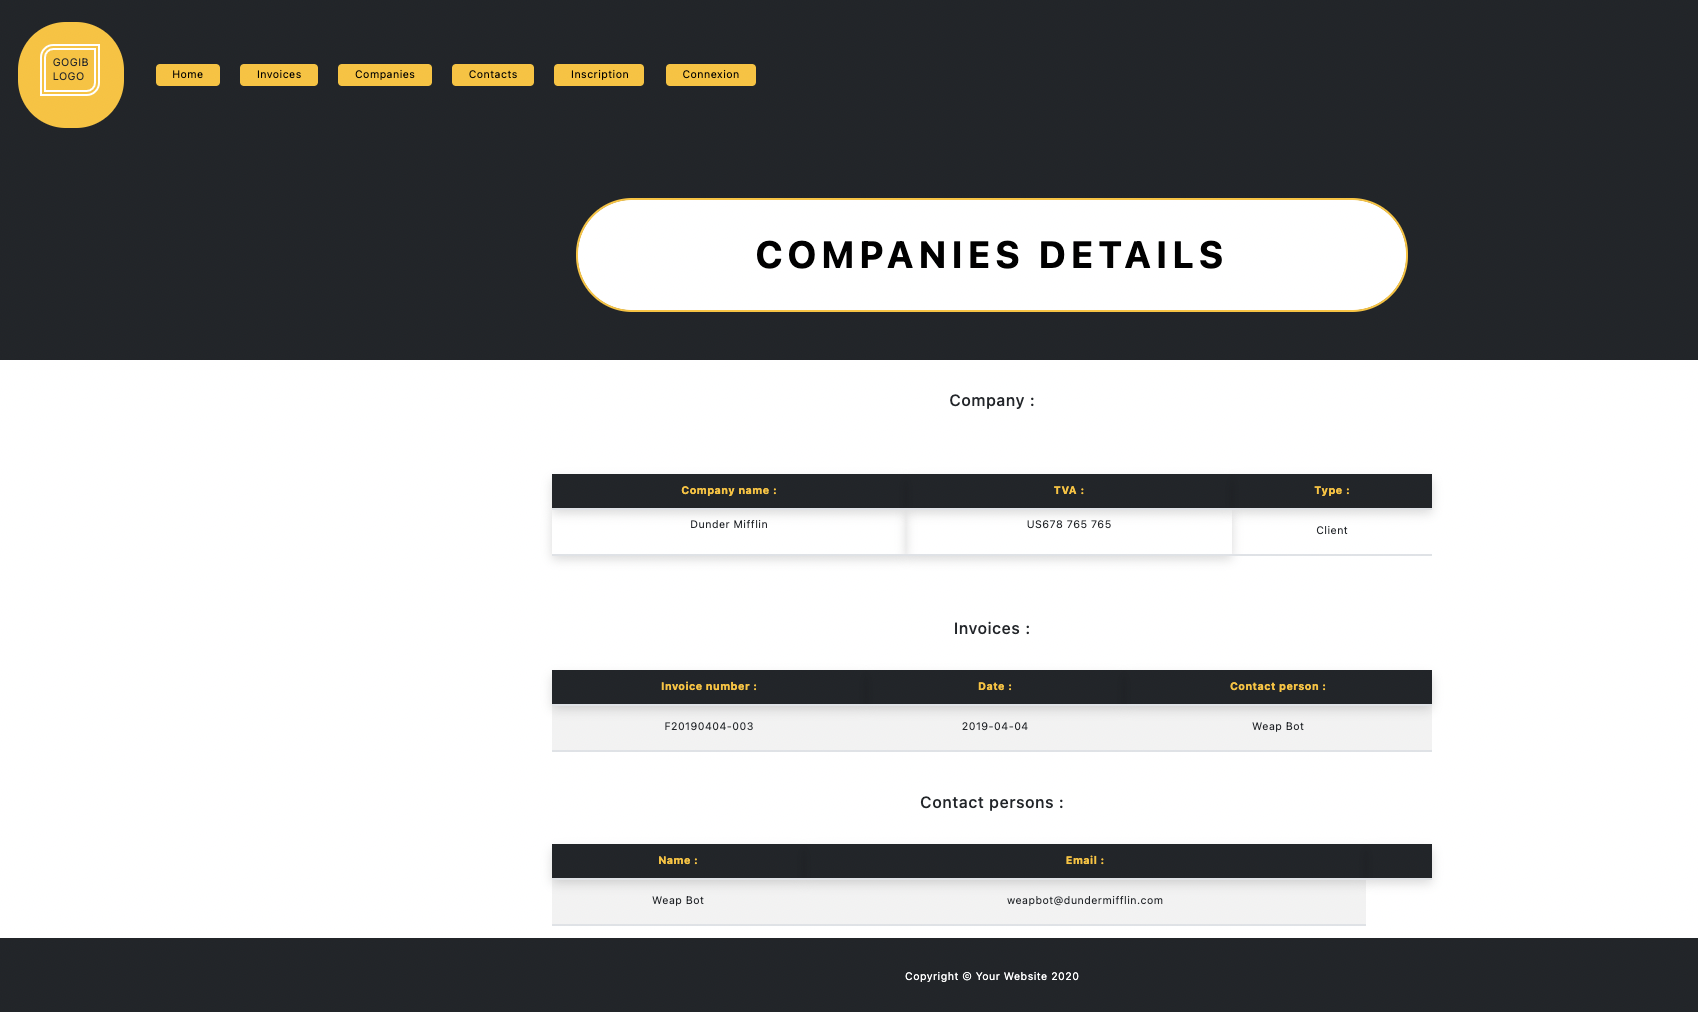 GOGIB
LOGO
Home Invoices Companies Contacts Inscription Connexion
COMPANIES DETAILS
Company :
Company name : TVA : Type :
Dunder Mifflin US678 765 765 Client
Invoices :
Invoice number : Date : Contact person :
F20190404-003 2019-04-04 Weap Bot
Contact persons :
Name : Email :
Weap Bot weapbot@dundermifflin.com
Copyright © Your Website 2020